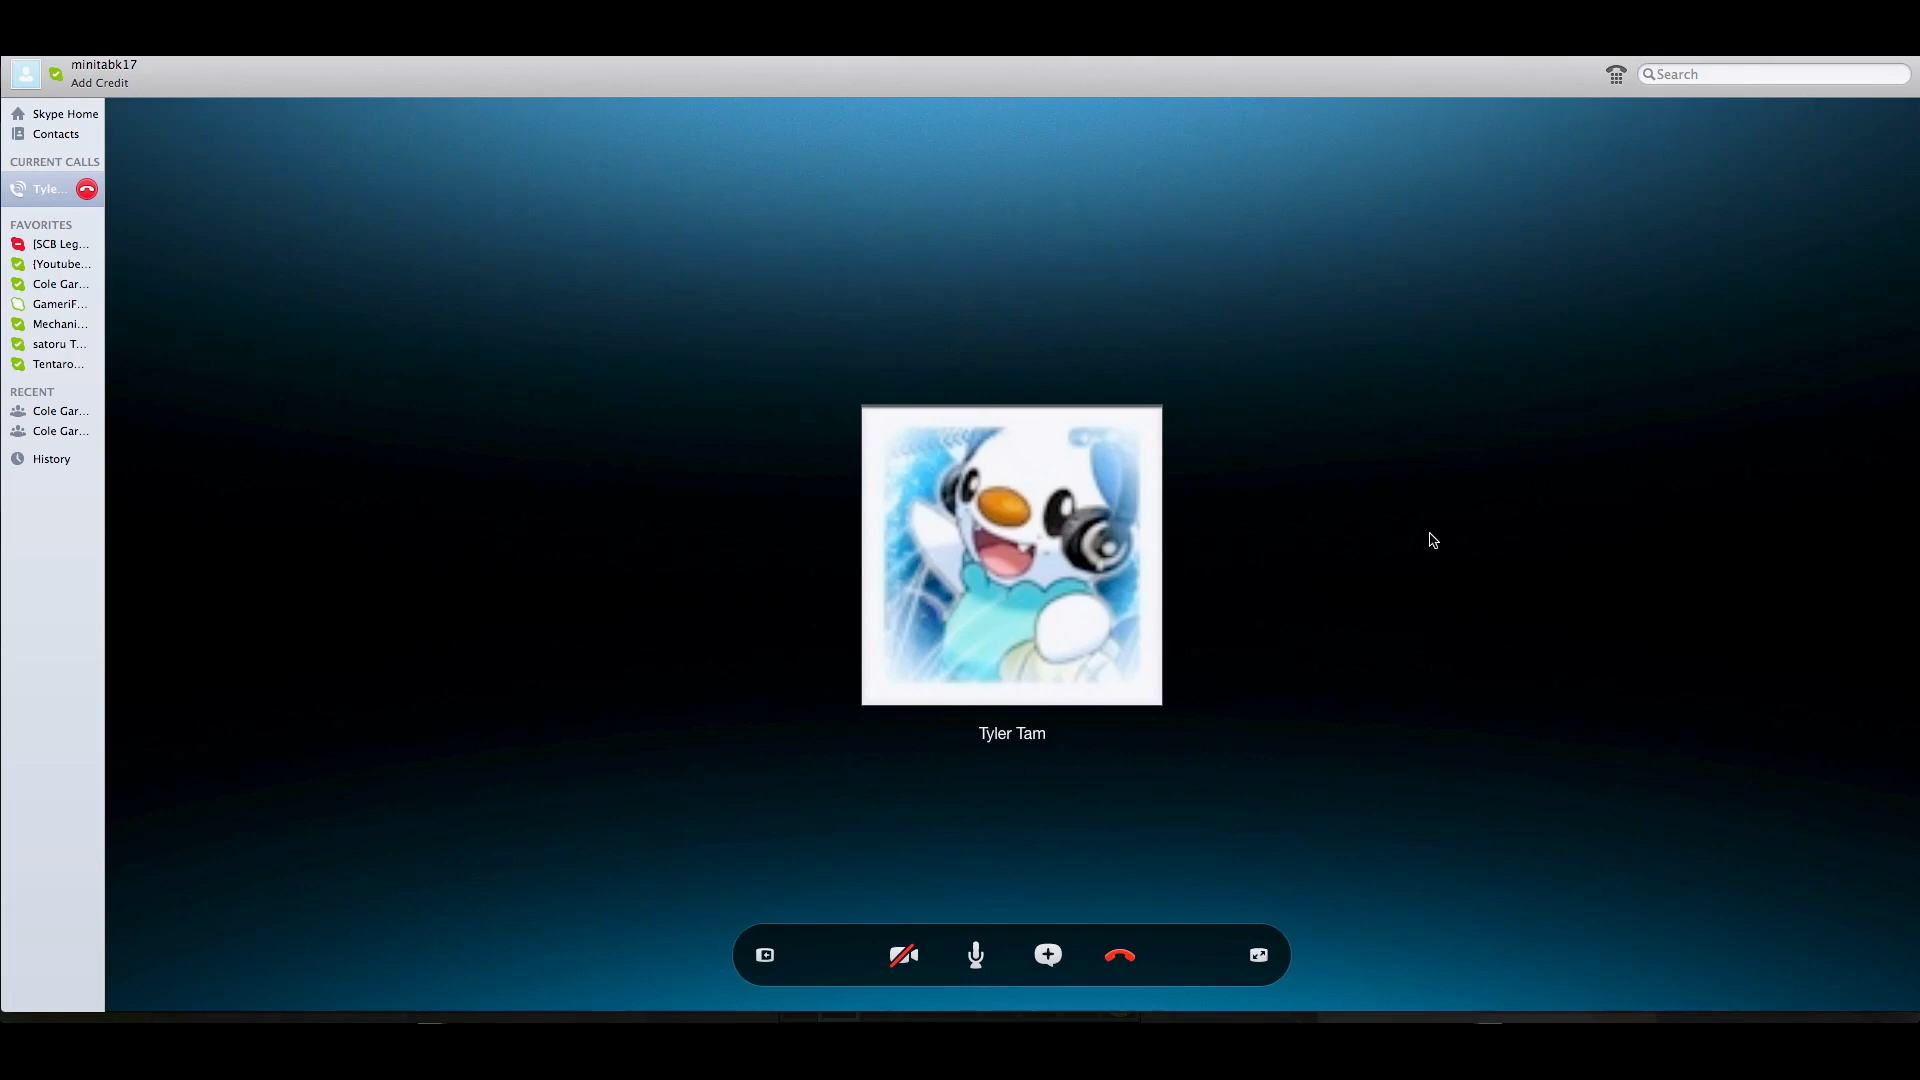 minitabk17
Add Credit
Search
Skype Home
Contacts
CURRENT CALLS
Tyle...
FAVORITES
[SCB Leg...
{Youtube...
Cole Gar...
GameriF...
Mechani...
satoru T...
Tentaro...
RECENT
Cole Gar...
Cole Gar...
History
Tyler Tam